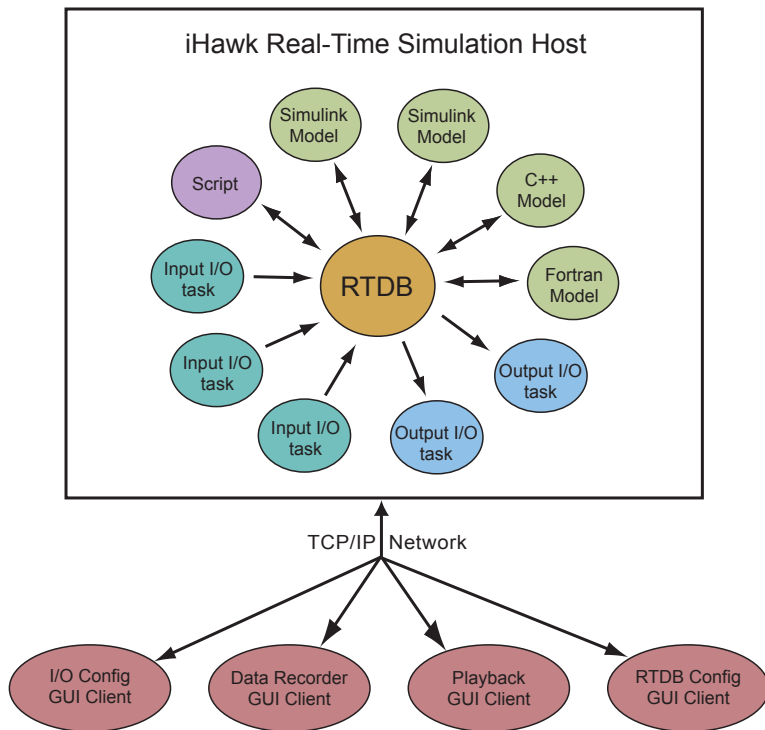 iHawk Real-Time Simulation Host
Simulink
Model
Simulink
Model
Script
C++
Model
Input I/O
task
RTDB
Fortran
Model
Input I/O
task
Output I/O
task
Input I/O
task
Output I/O
task
TCP/IP Network
I/O Config
GUI Client
Data Recorder
GUI Client
Playback
GUI Client
RTDB Config
GUI Client